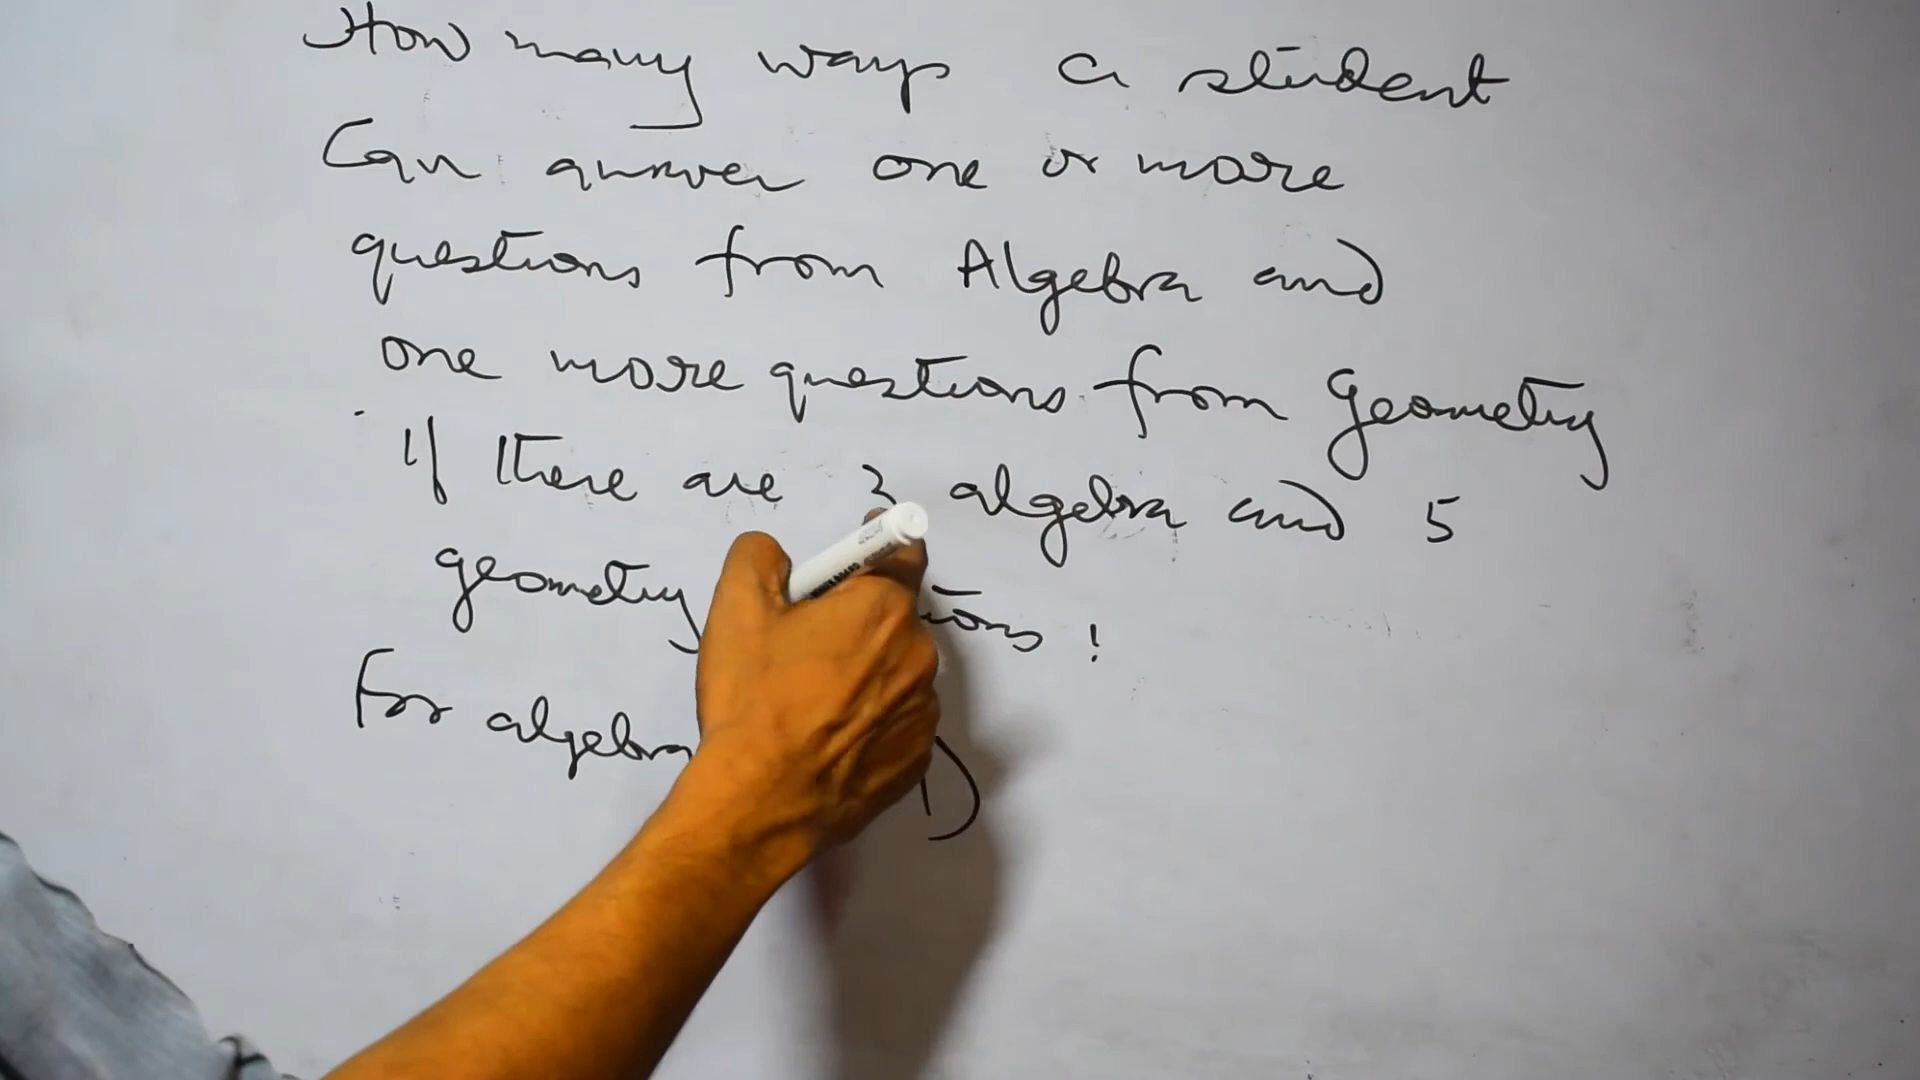 How many ways a student
can answer one or more
questions from Algebra and
one more questions from Geometry
If there are algebra and 5
geometry
For algebra